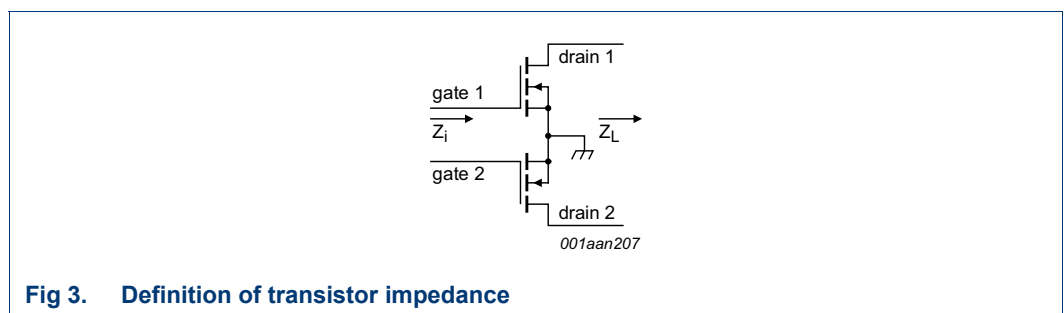 drain 1
gate 1
Zi
ZL
gate 2
drain 2
001aan207
Fig 3. Definition of transistor impedance